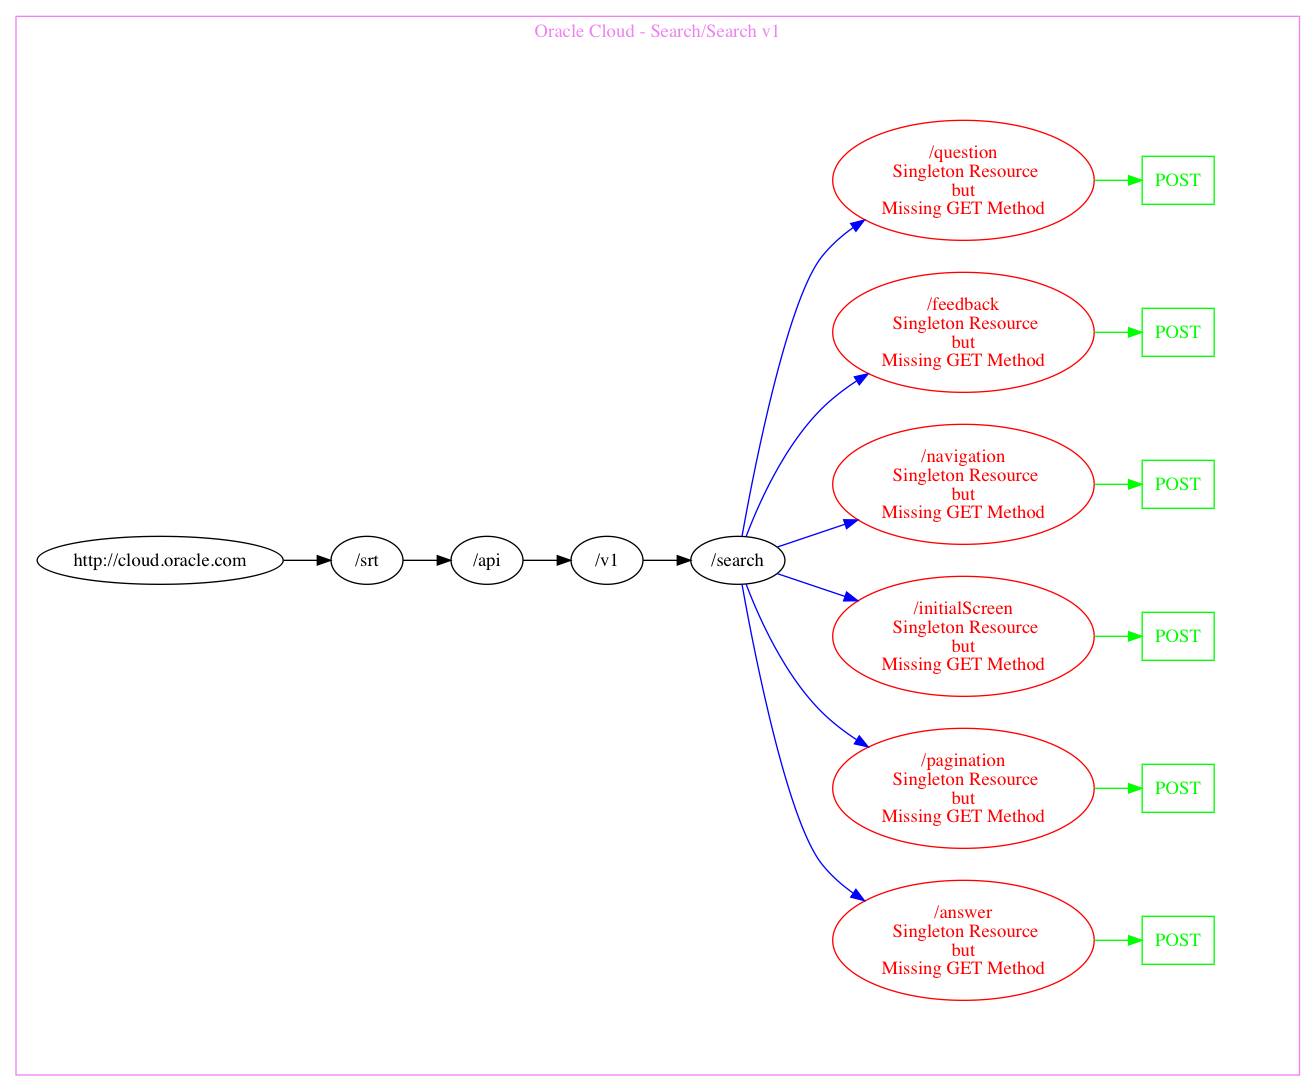 Oracle Cloud - Search/Search v1
/question
Singleton Resource
but
Missing GET Method
POST
/feedback
Singleton Resource
but
Missing GET Method
POST
/navigation
Singleton Resource
but
Missing GET Method
POST
http://cloud.oracle.com
/srt
/api
/v1
/search
/initialScreen
Singleton Resource
but
Missing GET Method
POST
/pagination
Singleton Resource
but
Missing GET Method
POST
/answer
Singleton Resource
but
Missing GET Method
POST